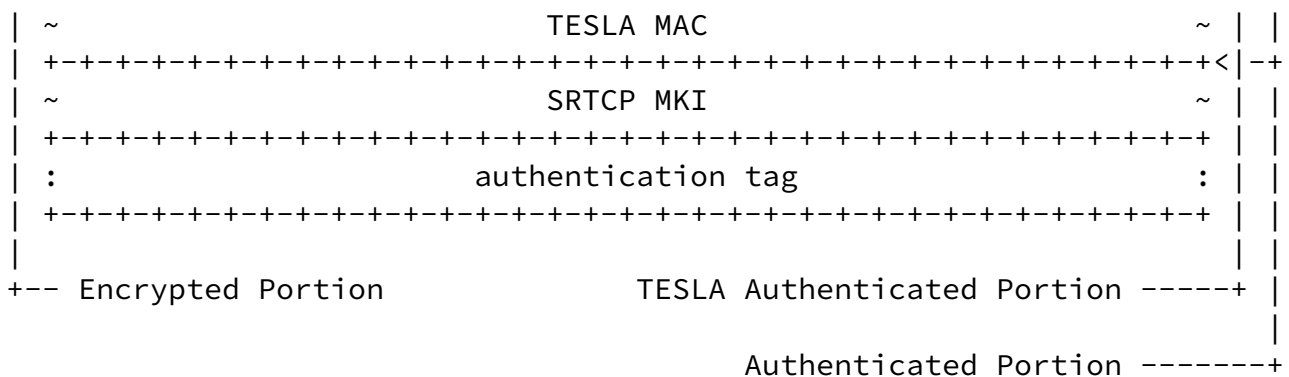 | ~                           TESLA MAC                           ~ | |
| +-+-+-+-+-+-+-+-+-+-+-+-+-+-+-+-+-+-+-+-+-+-+-+-+-+-+-+-+-+-+-+-+<|-+
| ~                           SRTCP MKI                           ~ | |
| +-+-+-+-+-+-+-+-+-+-+-+-+-+-+-+-+-+-+-+-+-+-+-+-+-+-+-+-+-+-+-+-+ | |
| :                       authentication tag                      : | |
| +-+-+-+-+-+-+-+-+-+-+-+-+-+-+-+-+-+-+-+-+-+-+-+-+-+-+-+-+-+-+-+-+ | |
|                                                                   | |
+-- Encrypted Portion              TESLA Authenticated Portion -----+ |
                                                                      |
                                         Authenticated Portion -------+